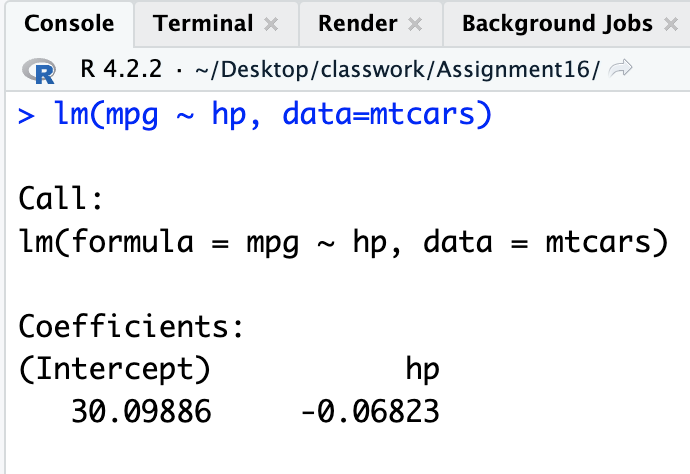 Console Terminal × Render × Background Jobs ×
R R 4.2.2 · ~/Desktop/classwork/Assignment16/
> lm(mpg ~ hp, data=mtcars)
Call:
lm(formula = mpg ~ hp, data = mtcars)
Coefficients:
(Intercept) hp
30.09886 -0.06823